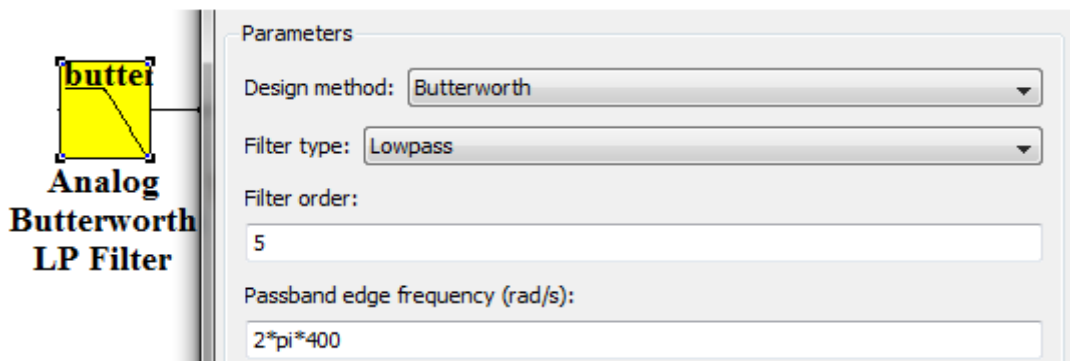 butter
Analog
Butterworth
LP Filter
Parameters
Design method: Butterworth
Filter type: Lowpass
Filter order:
5
Passband edge frequency (rad/s):
2*pi*400